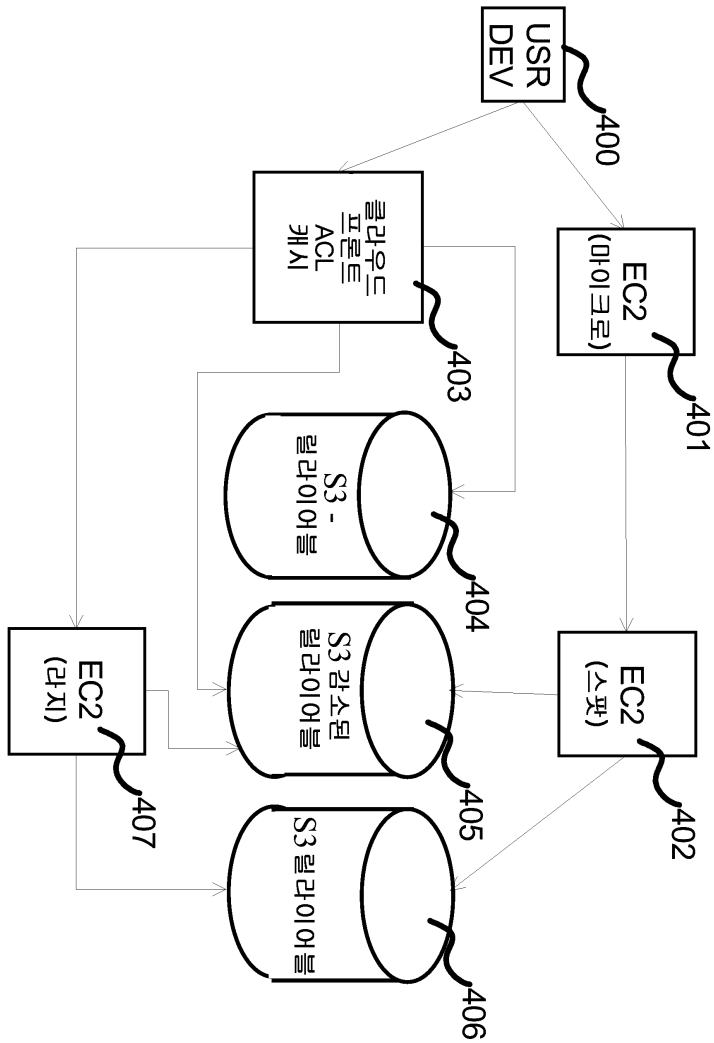 USR
DEV
400
EC2
(마이크로)
401
클라우드
프론트
ACL
캐시
403
S3 -
릴라이어블
404
S3 감소된
릴라이어블
405
S3 릴라이어블
406
EC2
(스팟)
402
EC2
(라지)
407